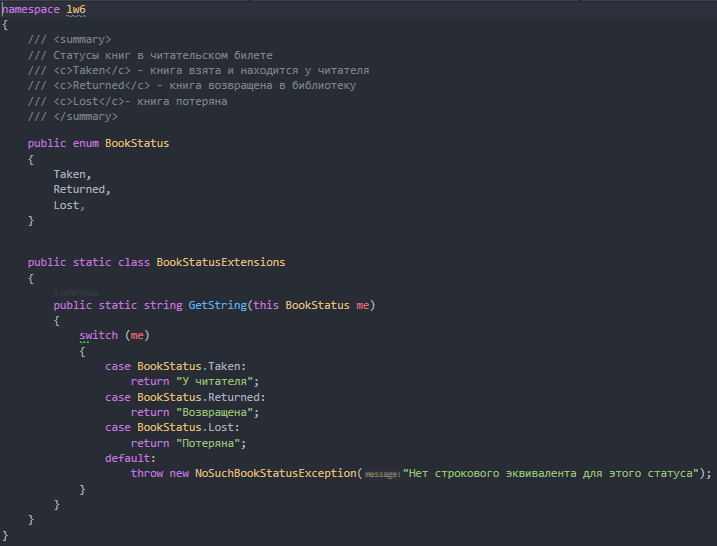 namespace lw6
{
/// <summary>
/// Статусы книг в читательском билете
/// <c>Taken</c> - книга взята и находится у читателя
/// <c>Returned</c> - книга возвращена в библиотеку
/// <c>Lost</c>- книга потеряна
/// </summary>
public enum BookStatus
{
Taken,
Returned,
Lost,
}
public static class BookStatusExtensions
{
public static string GetString(this BookStatus me)
{
switch (me)
{
case BookStatus.Taken:
return "У читателя";
case BookStatus.Returned:
return "Возвращена";
case BookStatus.Lost:
return "Потеряна";
default:
throw new NoSuchBookStatusException(message: "Нет строкового эквивалента для этого статуса");
}
}
}
}